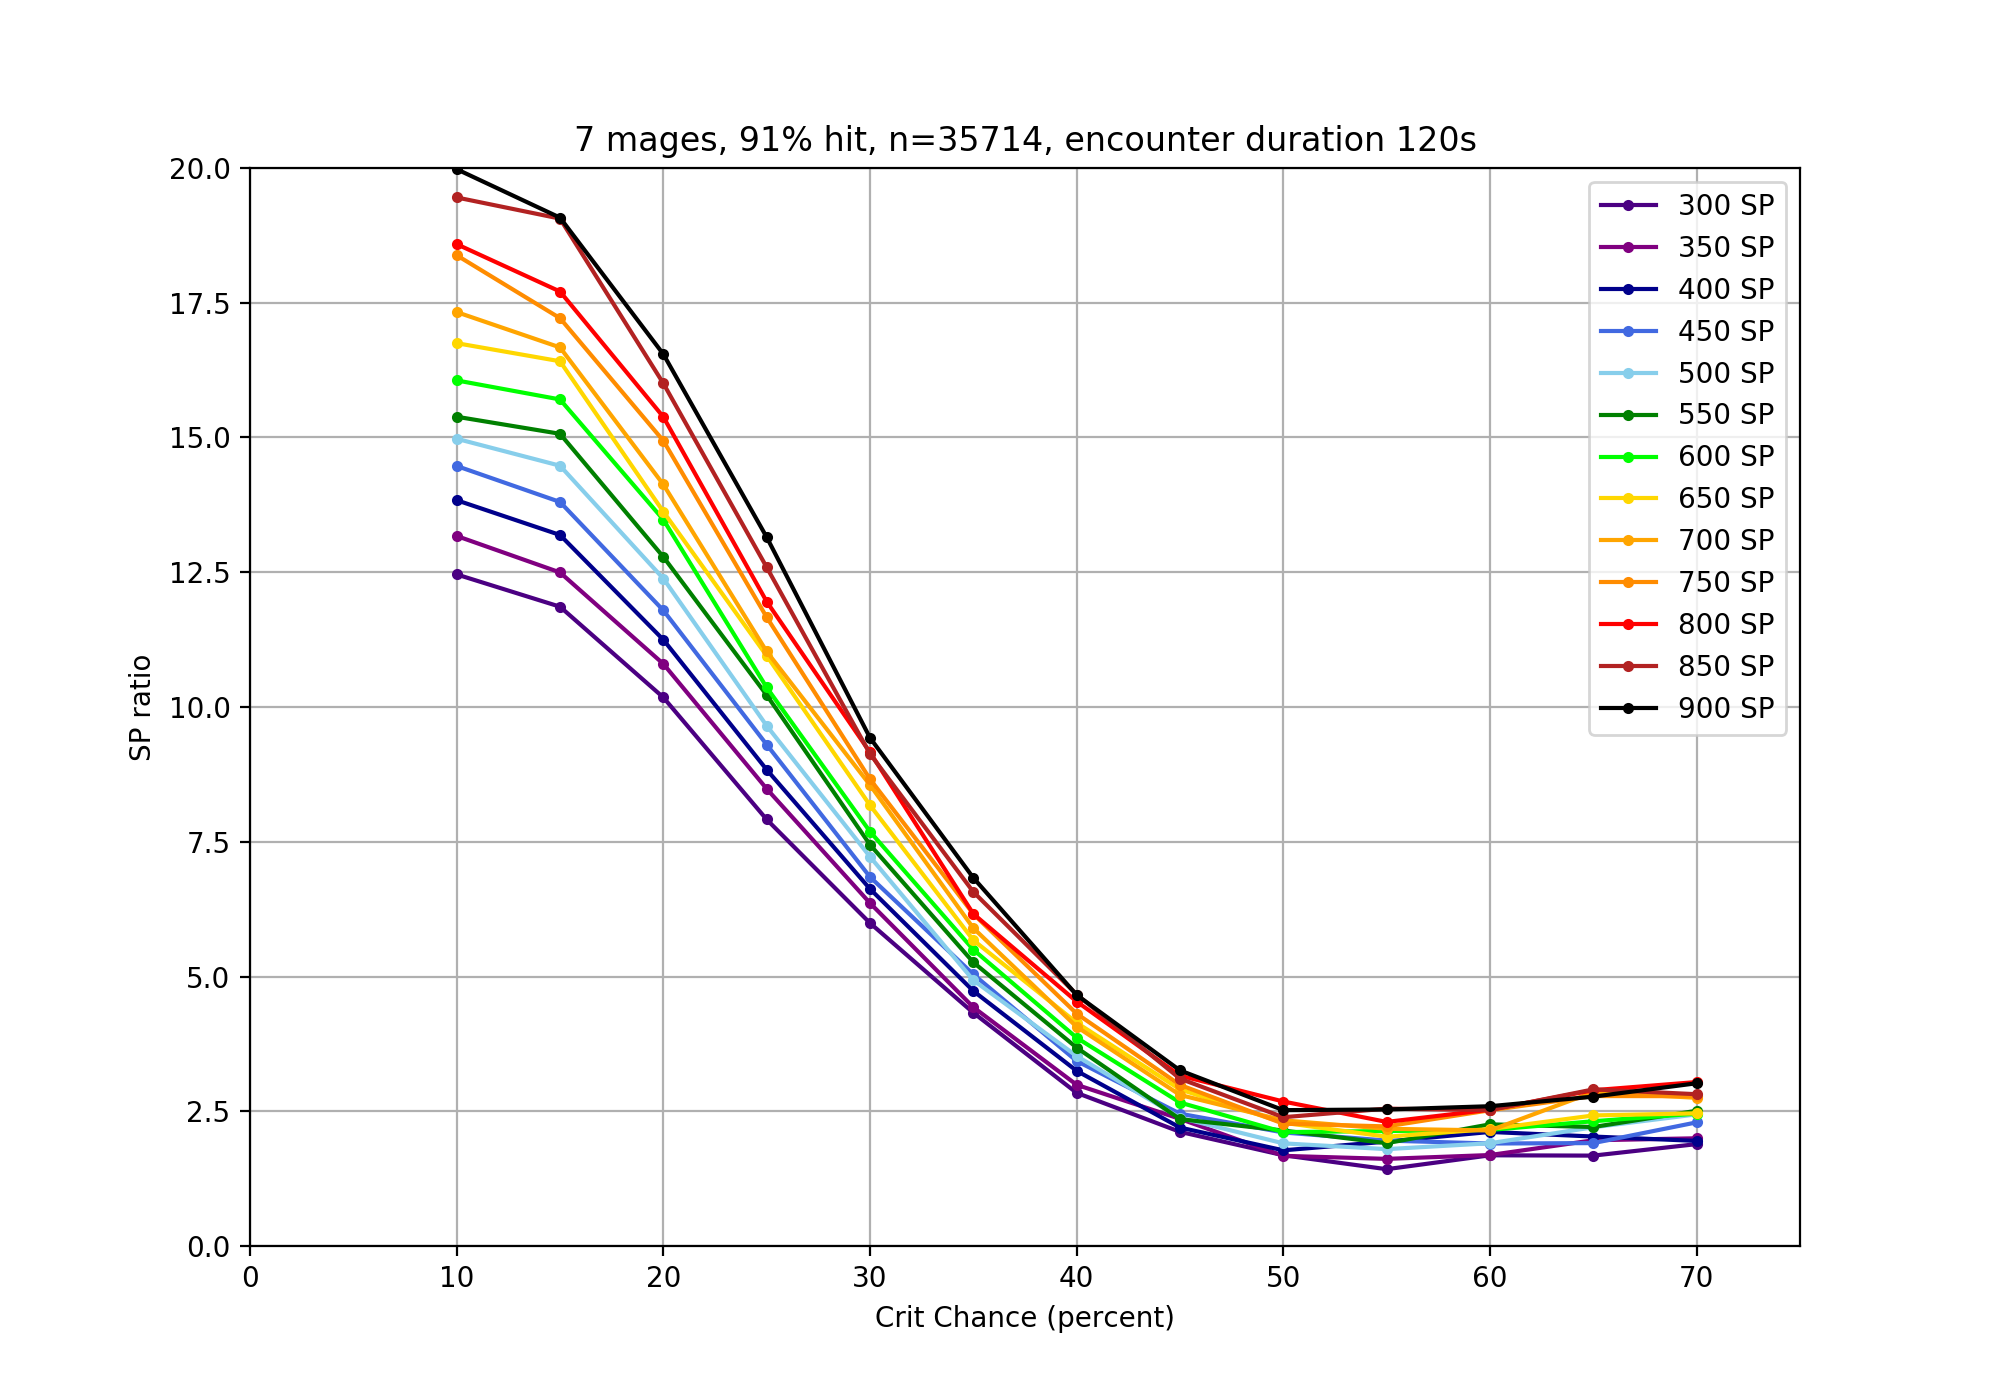 7 mages, 91% hit, n=35714, encounter duration 120s
20.0
17.5
15.0
12.5
10.0
7.5
5.0
2.5
0.0
SP ratio
300 SP
350 SP
400 SP
450 SP
500 SP
550 SP
600 SP
650 SP
700 SP
750 SP
800 SP
850 SP
900 SP
0 10 20 30 40 50 60 70
Crit Chance (percent)